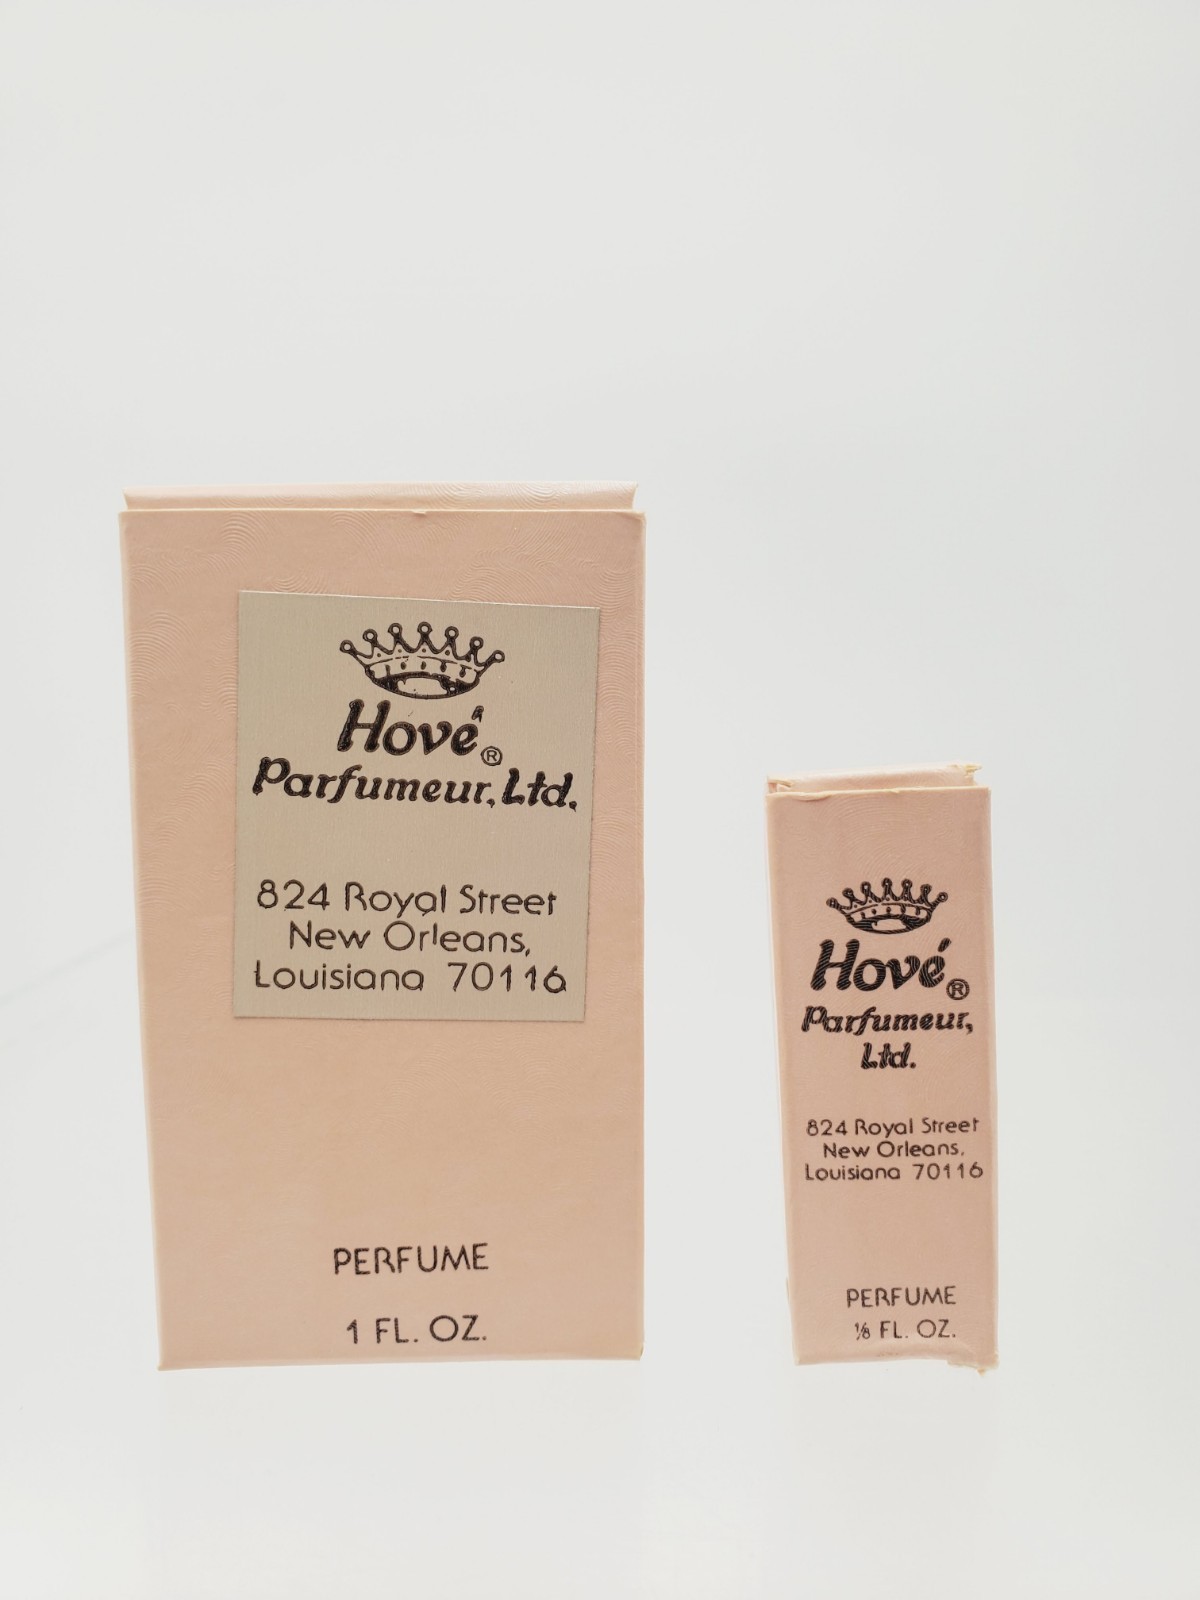 Hové®
Parfumeur, Ltd.
824 Royal Street
New Orleans,
Louisiana 70116
PERFUME
1 FL. OZ.
Hové®
Parfumeur,
Ltd.
824 Royal Street
New Orleans,
Louisiana 70116
PERFUME
⅛ FL. OZ.